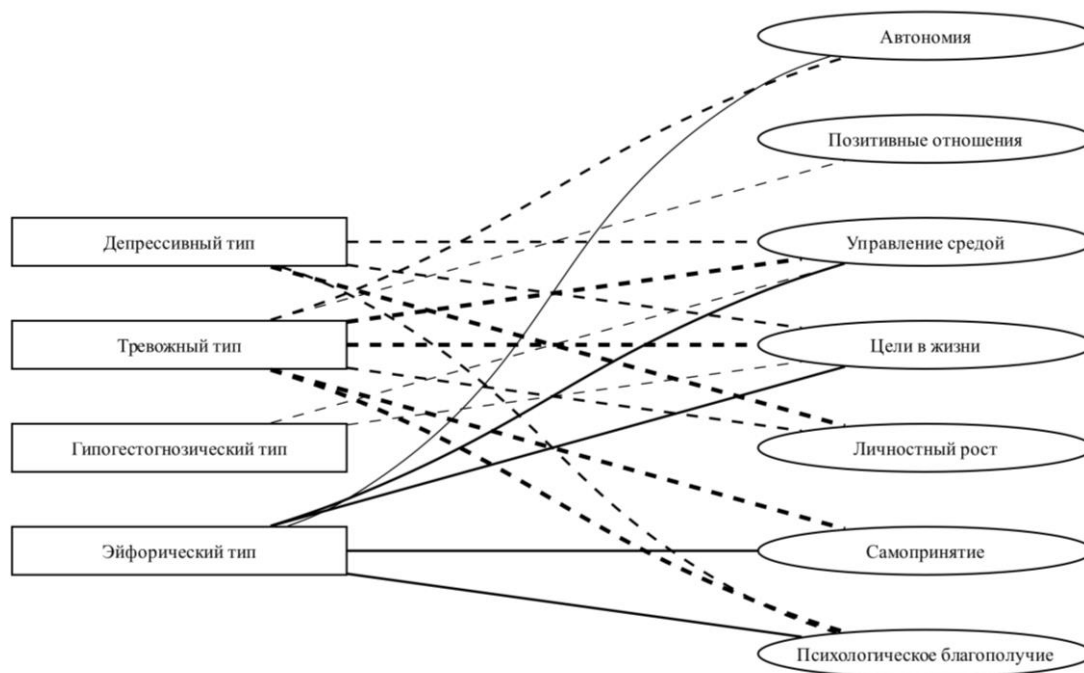 Автономия
Позитивные отношения
Депрессивный тип
Управление средой
Тревожный тип
Цели в жизни
Гипогестогнозический тип
Личностный рост
Эйфорический тип
Самопринятие
Психологическое благополучие